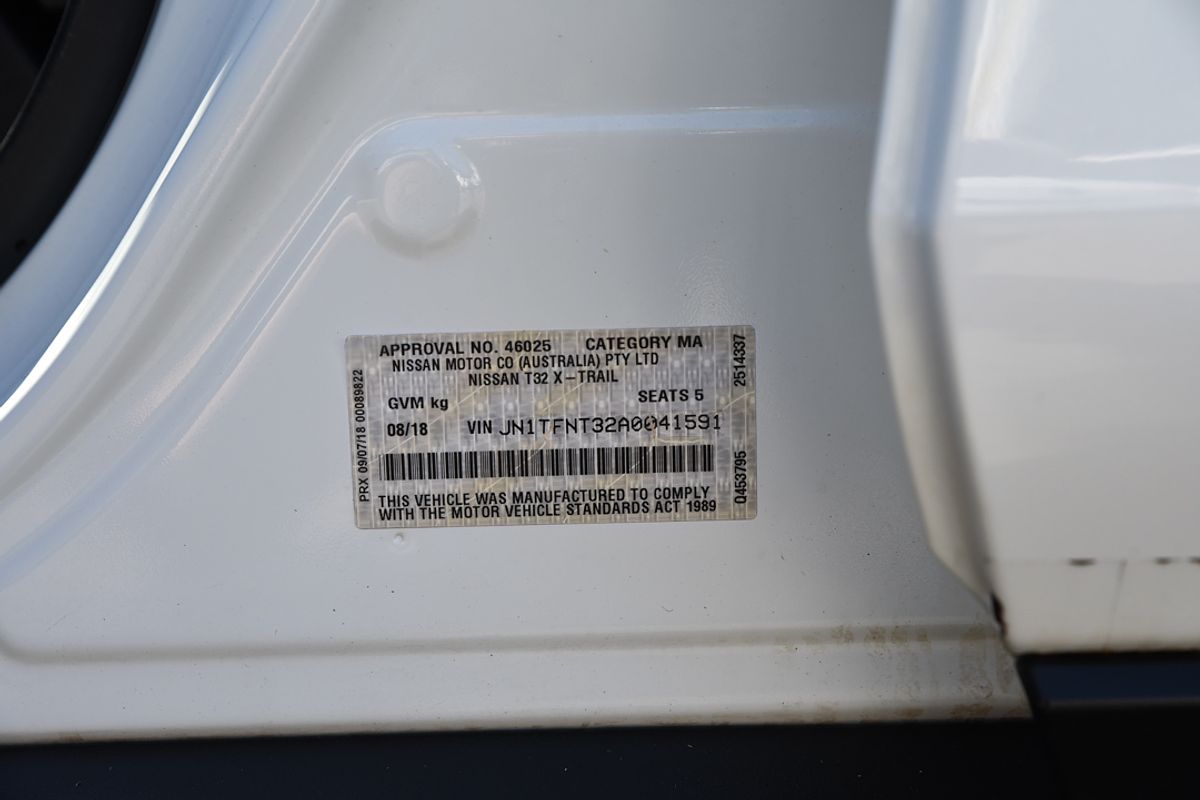 APPROVAL NO. 46025 CATEGORY MA
NISSAN MOTOR CO (AUSTRALIA) PTY LTD
NISSAN T32 X-TRAIL
GVM kg SEATS 5
08/18 VIN JN1TFNT32A0041591
THIS VEHICLE WAS MANUFACTURED TO COMPLY
WITH THE MOTOR VEHICLE STANDARDS ACT 1989
PRX 09/07/18 00089822
Q453795 2514337